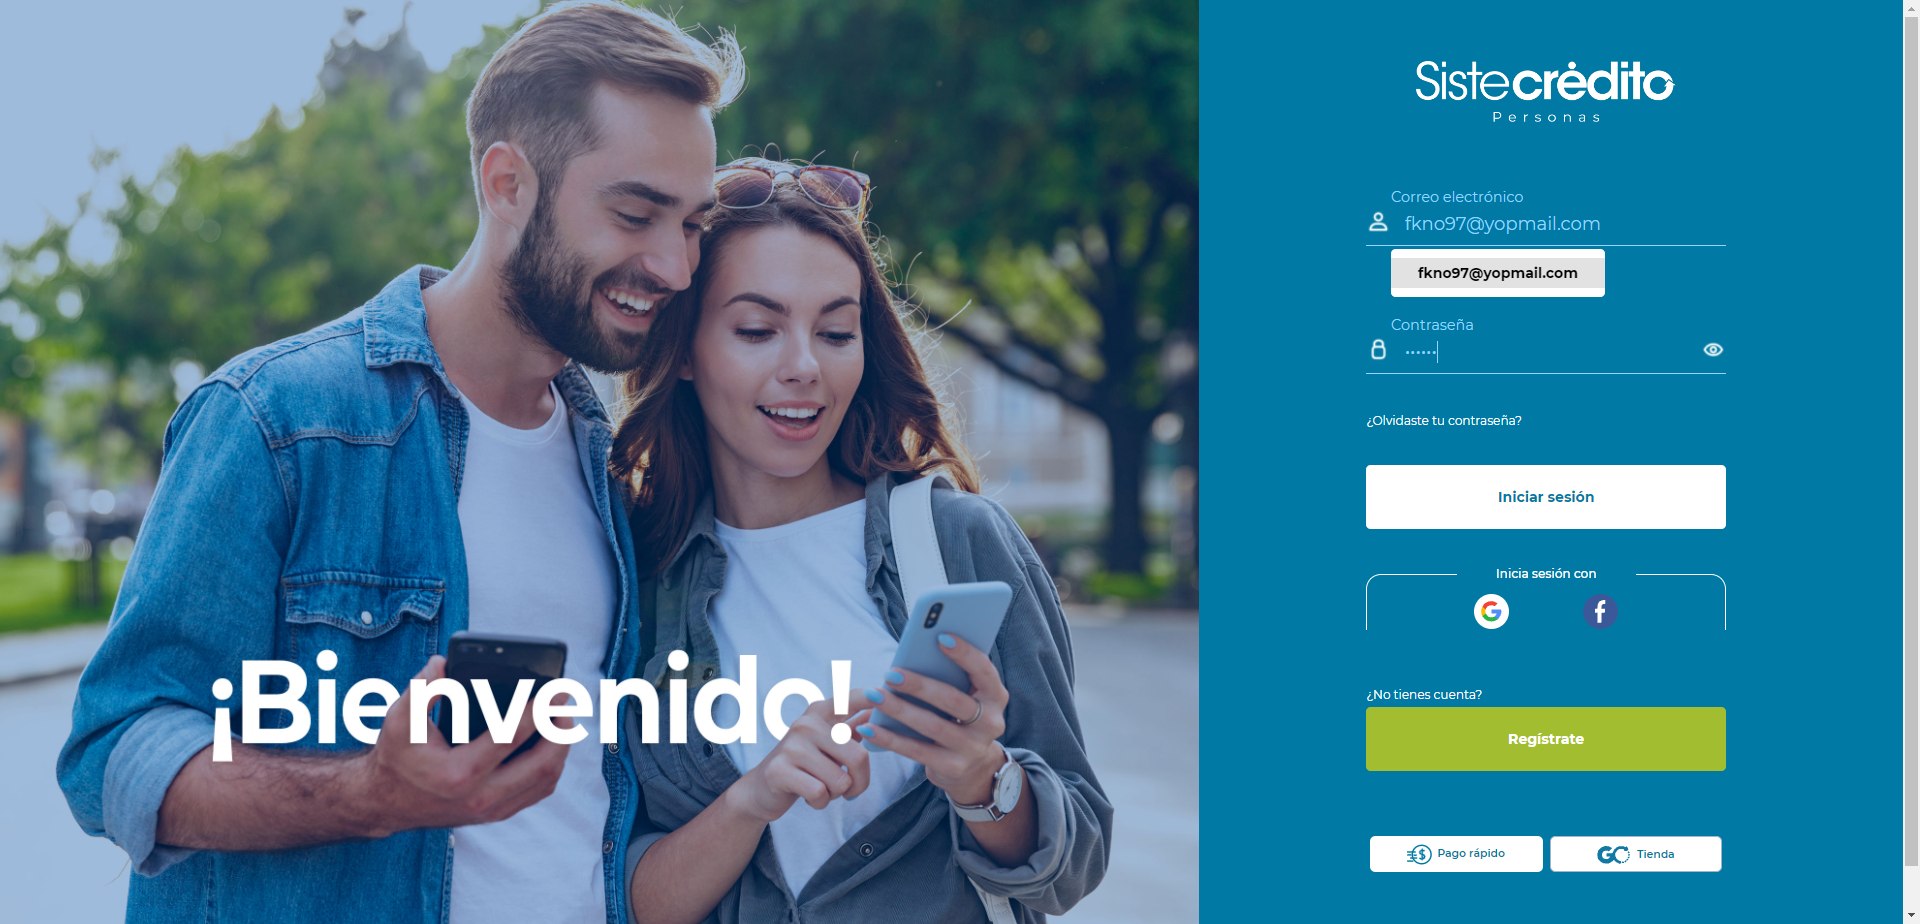 Sistecrédito
Personas
Correo electrónico
fkno97@yopmail.com
fkno97@yopmail.com
Contraseña
••••••
¿Olvidaste tu contraseña?
Iniciar sesión
Inicia sesión con
¿No tienes cuenta?
Regístrate
Pago rápido
GO Tienda
¡Bienvenido!